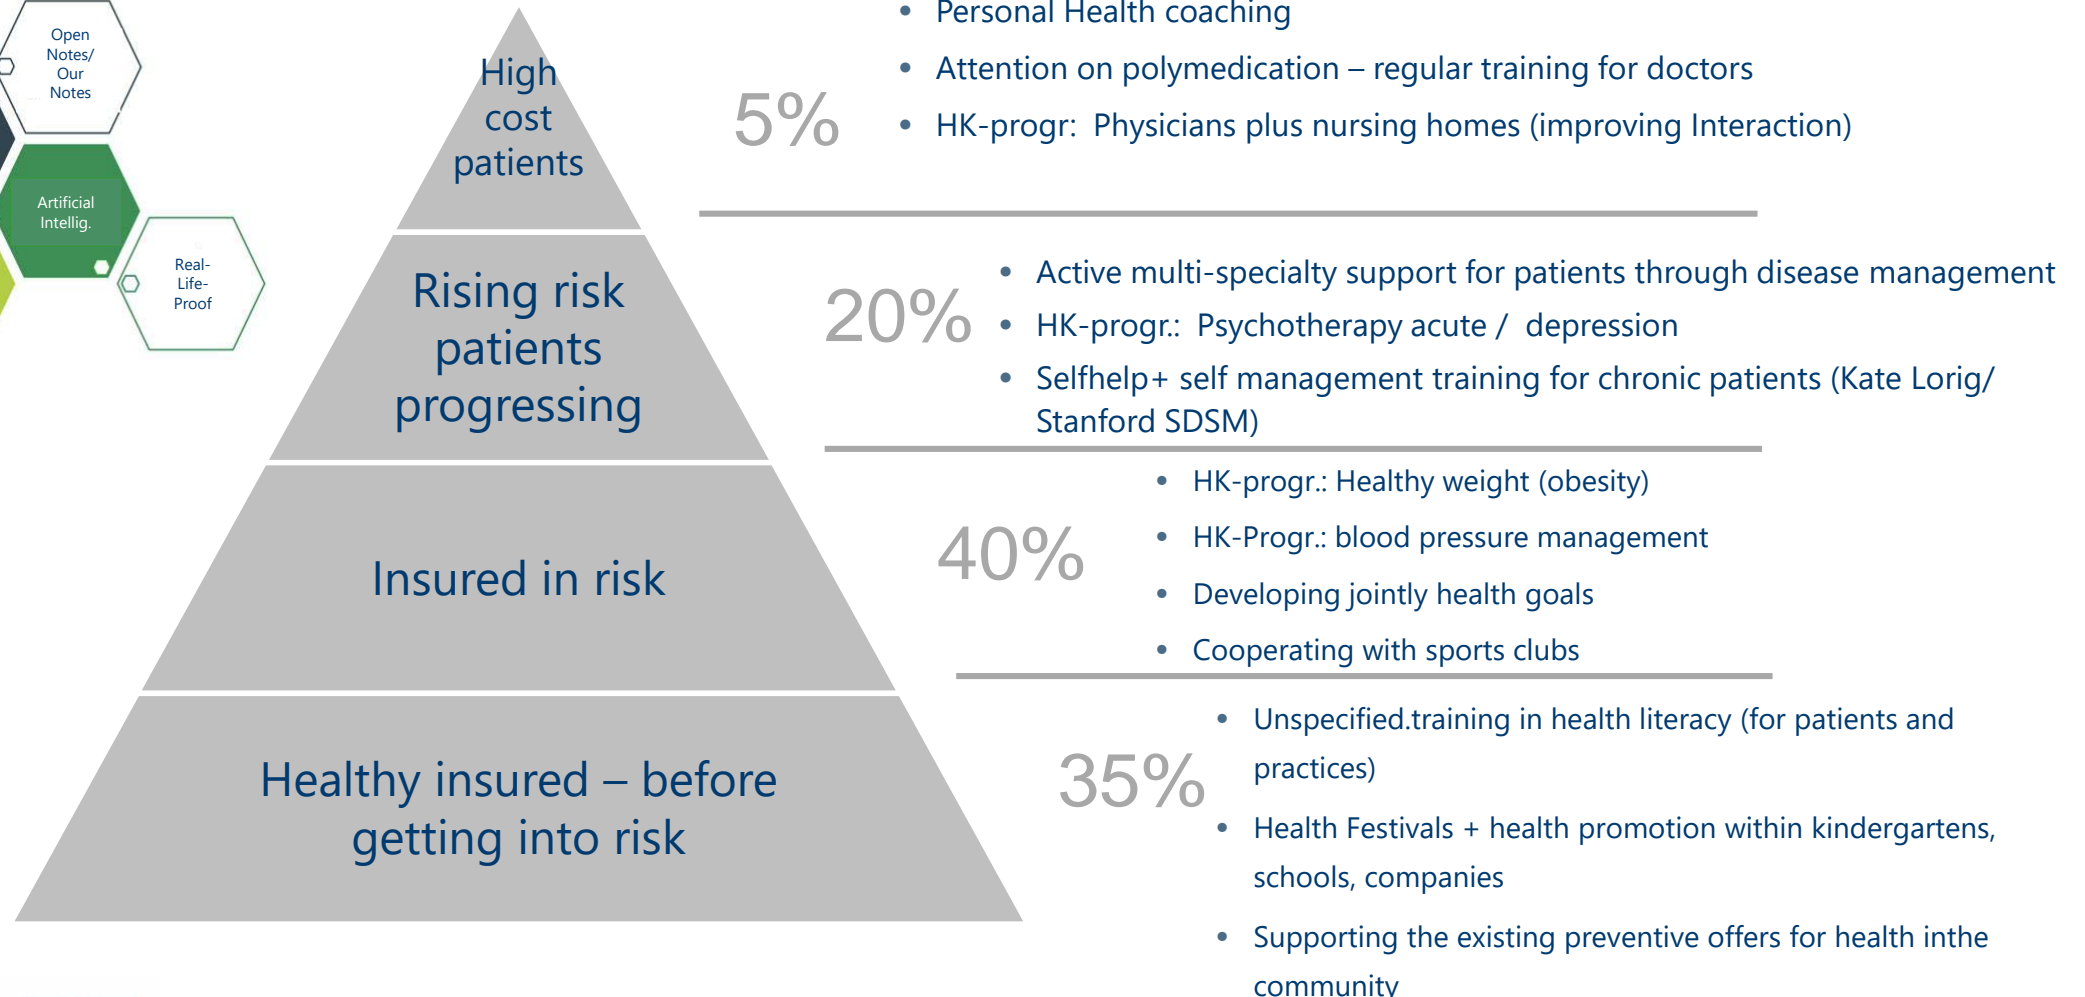 Open
Notes/
Our
Notes
Artificial
Intellig.
Real-
Life-
Proof
High
cost
patients
5%
• Personal Health coaching
• Attention on polymedication – regular training for doctors
• HK-progr:  Physicians plus nursing homes (improving Interaction)
Rising risk
patients
progressing
20%
• Active multi-specialty support for patients through disease management
• HK-progr.:  Psychotherapy acute /  depression
• Selfhelp+ self management training for chronic patients (Kate Lorig/
Stanford SDSM)
Insured in risk
40%
• HK-progr.: Healthy weight (obesity)
• HK-Progr.: blood pressure management
• Developing jointly health goals
• Cooperating with sports clubs
Healthy insured – before
getting into risk
35%
• Unspecified.training in health literacy (for patients and
practices)
• Health Festivals + health promotion within kindergartens,
schools, companies
• Supporting the existing preventive offers for health inthe
community